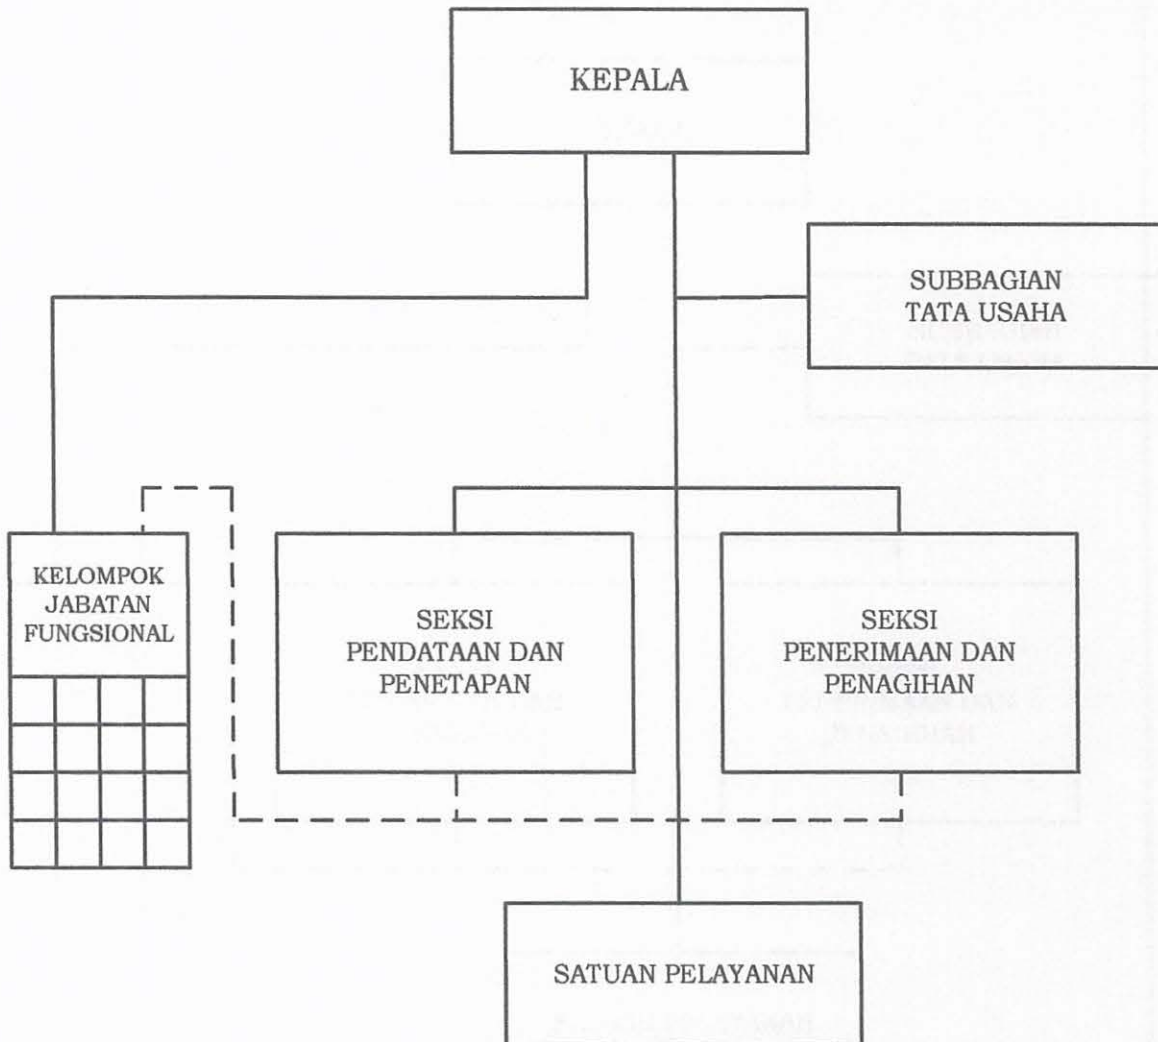 KEPALA
SUBBAGIAN
TATA USAHA
KELOMPOK
JABATAN
FUNGSIONAL
SEKSI
PENDATAAN DAN
PENETAPAN
SEKSI
PENERIMAAN DAN
PENAGIHAN
SATUAN PELAYANAN